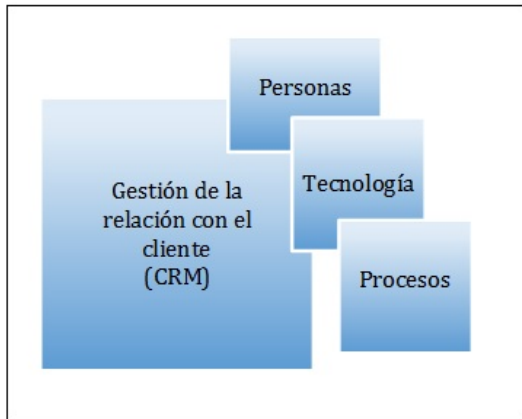 Personas
Tecnología
Gestión de la
relación con el
cliente
(CRM)
Procesos